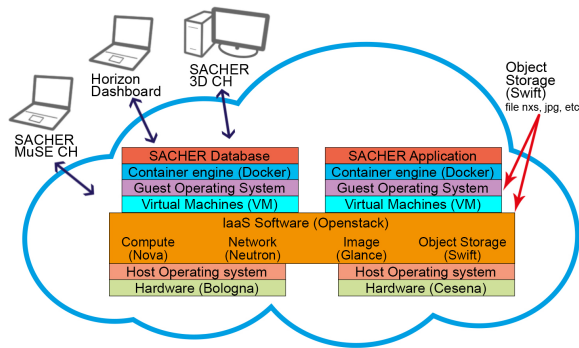 SACHER
3D CH
Horizon
Dashboard
SACHER
MuSE CH
Object
Storage
(Swift)
file nxs, jpg, etc
SACHER Database
Container engine (Docker)
Guest Operating System
Virtual Machines (VM)
SACHER Application
Container engine (Docker)
Guest Operating System
Virtual Machines (VM)
IaaS Software (Openstack)
Compute
(Nova)
Network
(Neutron)
Image
(Glance)
Object Storage
(Swift)
Host Operating system
Hardware (Bologna)
Host Operating system
Hardware (Cesena)